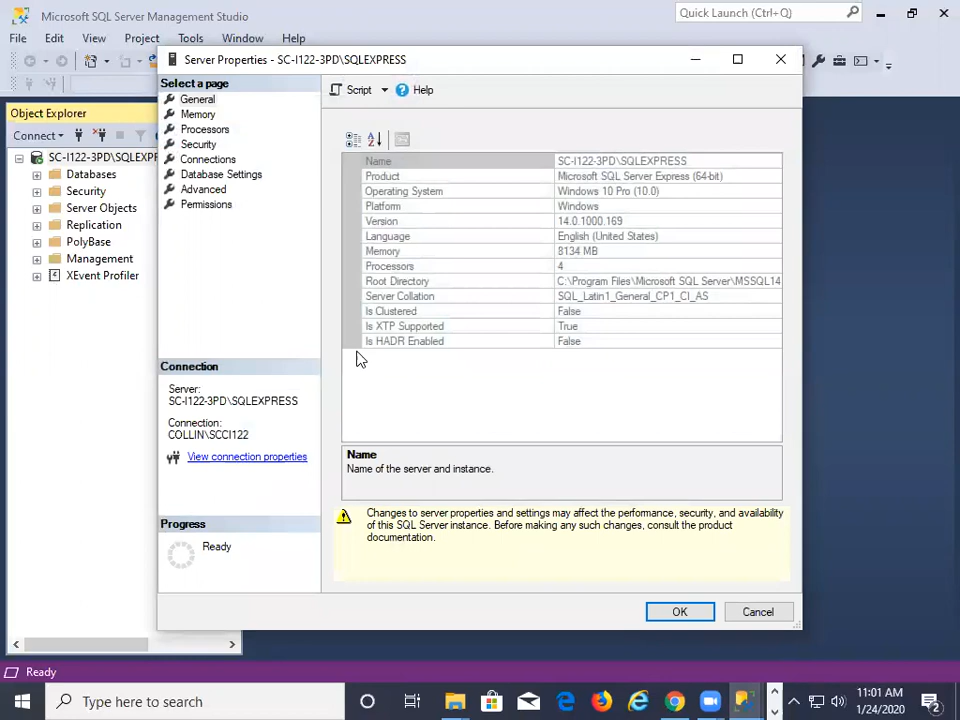 Microsoft SQL Server Management Studio
Quick Launch (Ctrl+Q)
File Edit View Project Tools Window Help
Server Properties - SC-I122-3PD\SQLEXPRESS
Select a page
General
Memory
Processors
Security
Connections
Database Settings
Advanced
Permissions
Script Help
Object Explorer
Connect
SC-I122-3PD\SQLEXPR
Databases
Security
Server Objects
Replication
PolyBase
Management
XEvent Profiler
Name SC-I122-3PD\SQLEXPRESS
Product Microsoft SQL Server Express (64-bit)
Operating System Windows 10 Pro (10.0)
Platform Windows
Version 14.0.1000.169
Language English (United States)
Memory 8134 MB
Processors 4
Root Directory C:\Program Files\Microsoft SQL Server\MSSQL14
Server Collation SQL_Latin1_General_CP1_CI_AS
Is Clustered False
Is XTP Supported True
Is HADR Enabled False
Connection
Server:
SC-I122-3PD\SQLEXPRESS
Connection:
COLLIN\SCCI122
View connection properties
Name
Name of the server and instance.
Progress
Ready
Changes to server properties and settings may affect the performance, security, and availability
of this SQL Server instance. Before making any such changes, consult the product
documentation.
OK Cancel
Ready
Type here to search
11:01 AM
1/24/2020
2